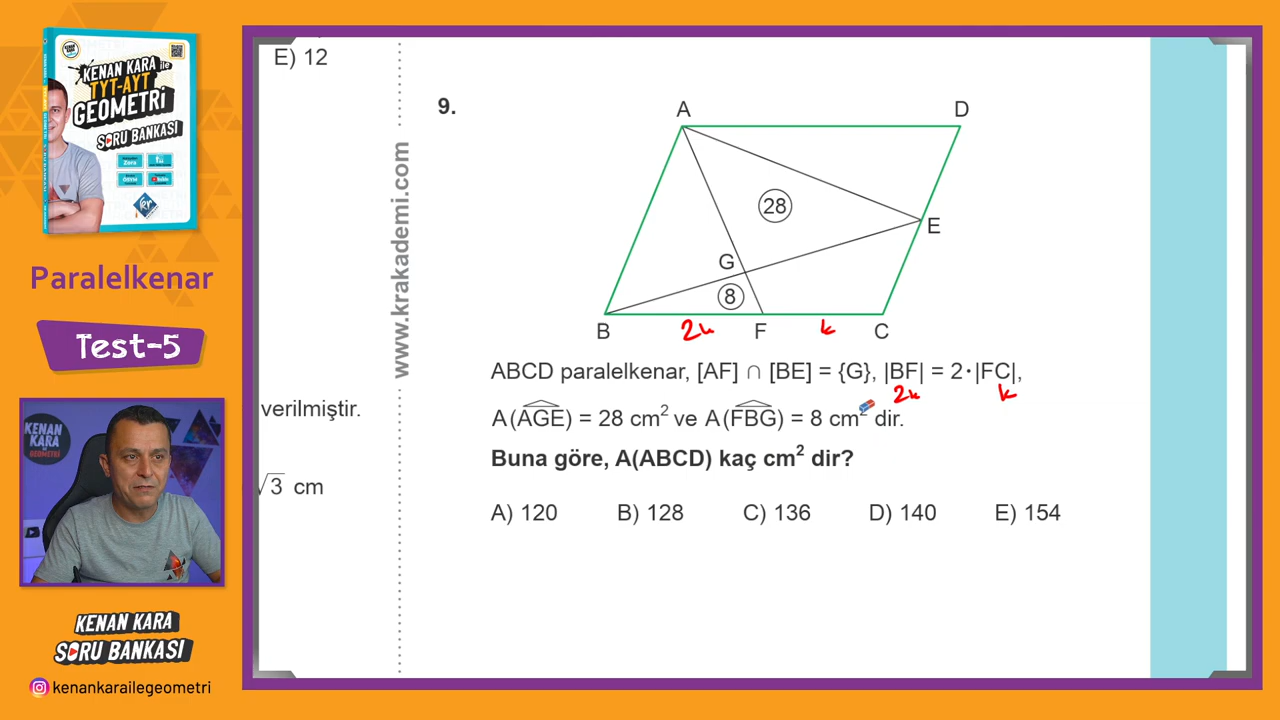 KENAN KARA ile
TYT-AYT
GEOMETRİ
SORU BANKASI
kr
Paralelkenar
Test-5
KENAN KARA
GEOMETRİ
KENAN KARA
SORU BANKASI
kenankarailegeometri
E) 12
verilmiştir.
√3 cm
www.krakademi.com
9.
A
D
28
E
G
8
B
2k
F
k
C
ABCD paralelkenar, [AF] ∩ [BE] = {G}, |BF| = 2·|FC|,
2k k
A(AGE) = 28 cm² ve A(FBG) = 8 cm² dir.
Buna göre, A(ABCD) kaç cm² dir?
A) 120 B) 128 C) 136 D) 140 E) 154